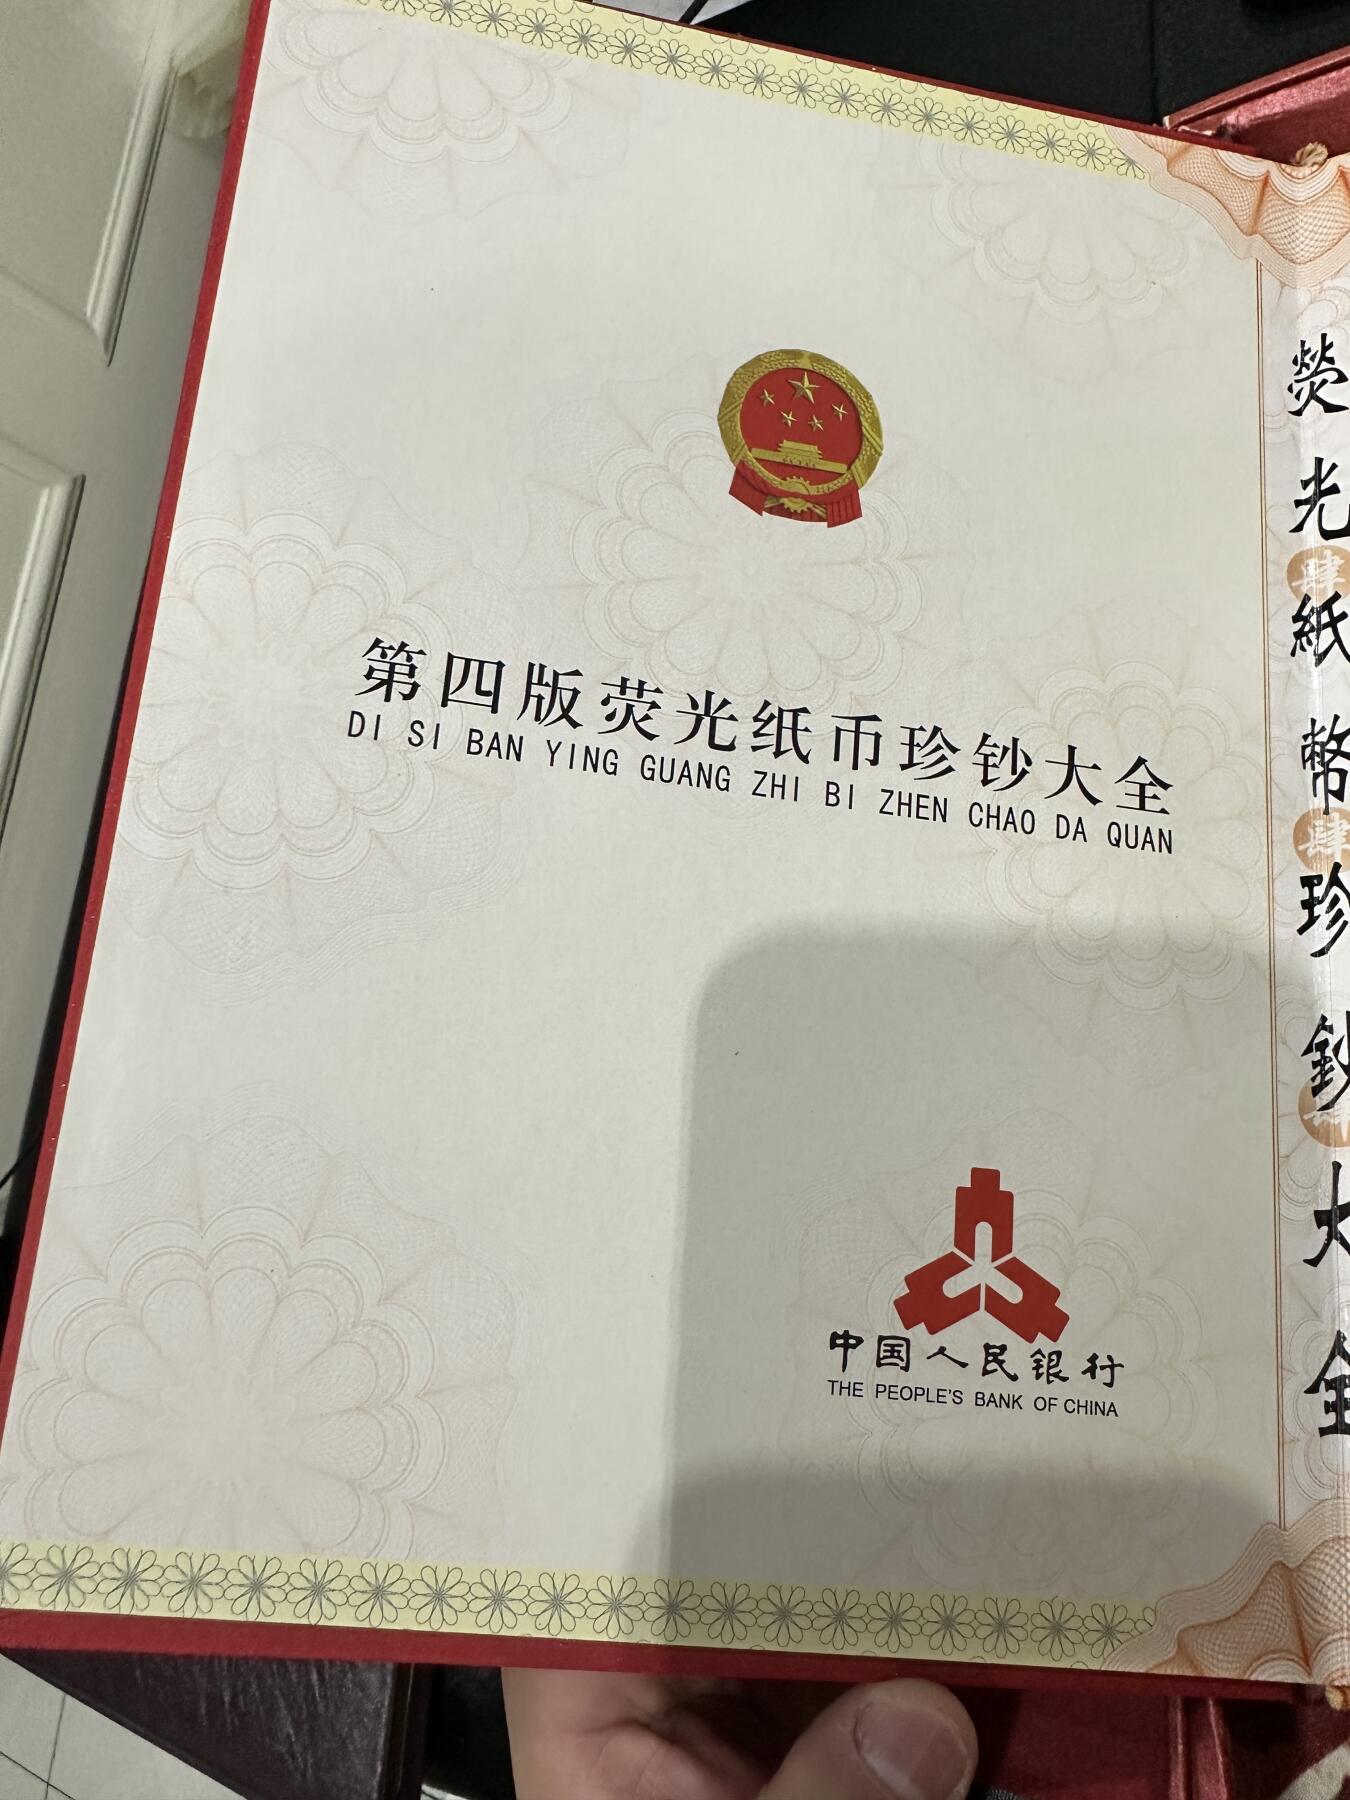 第四版荧光纸币珍钞大全
DI SI BAN YING GUANG ZHI BI ZHEN CHAO DA QUAN
中国人民银行
THE PEOPLE'S BANK OF CHINA
熒光紙幣珍鈔大全
肆
肆